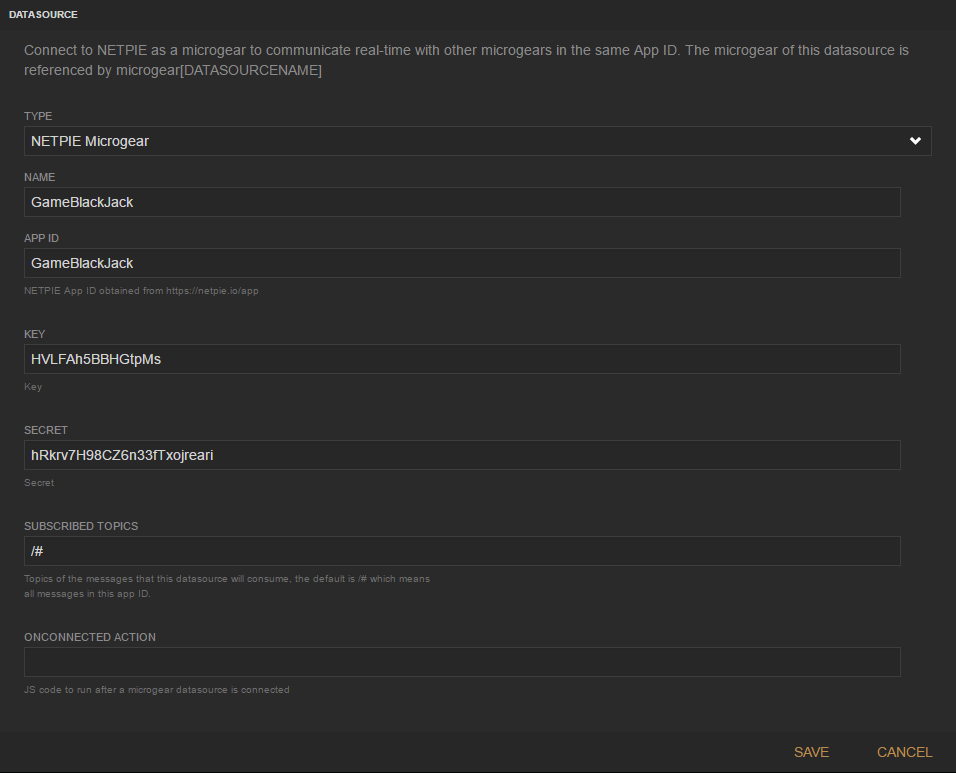 DATASOURCE
Connect to NETPIE as a microgear to communicate real-time with other microgears in the same App ID. The microgear of this datasource is
referenced by microgear[DATASOURCENAME]
TYPE
NETPIE Microgear
NAME
GameBlackJack
APP ID
GameBlackJack
NETPIE App ID obtained from https://netpie.io/app
KEY
HVLFAh5BBHGtpMs
Key
SECRET
hRkrv7H98CZ6n33fTxojreari
Secret
SUBSCRIBED TOPICS
/#
Topics of the messages that this datasource will consume, the default is /# which means
all messages in this app ID.
ONCONNECTED ACTION
JS code to run after a microgear datasource is connected
SAVE CANCEL